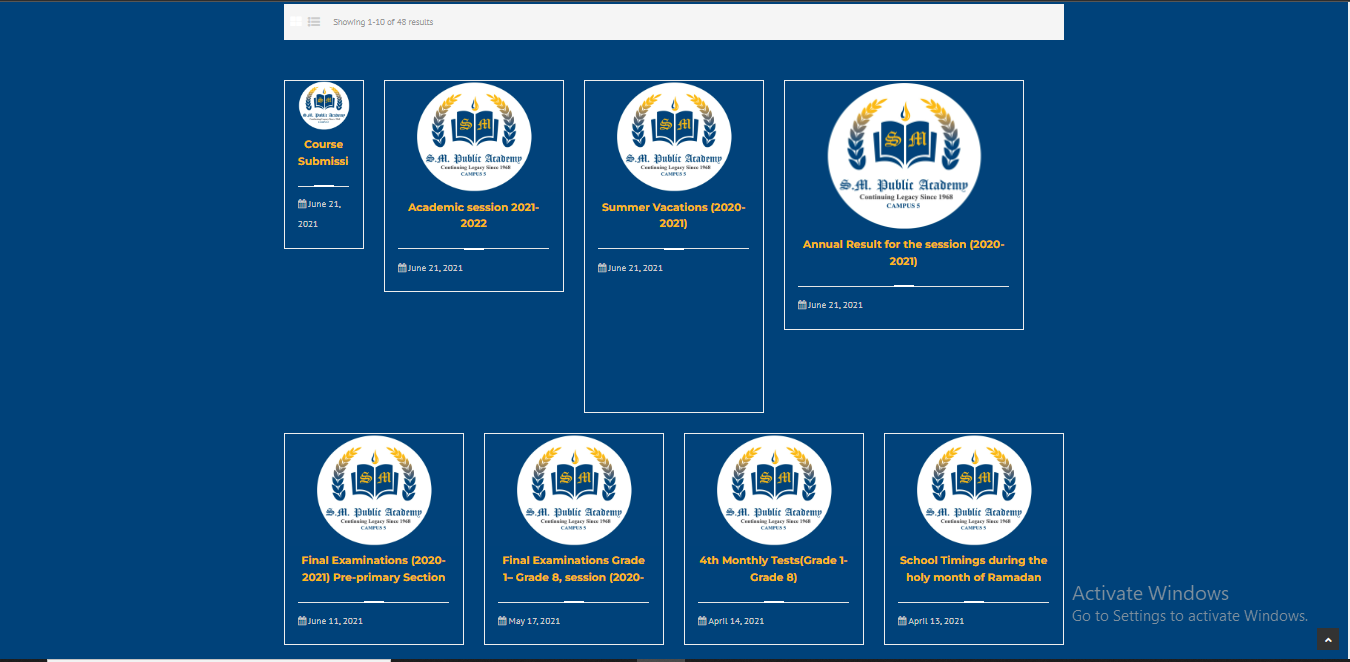 Showing 1-10 of 48 results
S.M. Public Academy
Course
Submissi
June 21,
2021
S M
S.M. Public Academy
Continuing Legacy Since 1968
CAMPUS 5
Academic session 2021-
2022
June 21, 2021
S M
S.M. Public Academy
Continuing Legacy Since 1968
CAMPUS 5
Summer Vacations (2020-
2021)
June 21, 2021
S M
S.M. Public Academy
Continuing Legacy Since 1968
CAMPUS 5
Annual Result for the session (2020-
2021)
June 21, 2021
S M
S.M. Public Academy
Continuing Legacy Since 1968
CAMPUS 5
Final Examinations (2020-
2021) Pre-primary Section
June 11, 2021
S M
S.M. Public Academy
Continuing Legacy Since 1968
CAMPUS 5
Final Examinations Grade
1– Grade 8, session (2020-
May 17, 2021
S M
S.M. Public Academy
Continuing Legacy Since 1968
CAMPUS 5
4th Monthly Tests(Grade 1-
Grade 8)
April 14, 2021
S M
S.M. Public Academy
Continuing Legacy Since 1968
CAMPUS 5
School Timings during the
holy month of Ramadan
April 13, 2021
Activate Windows
Go to Settings to activate Windows.